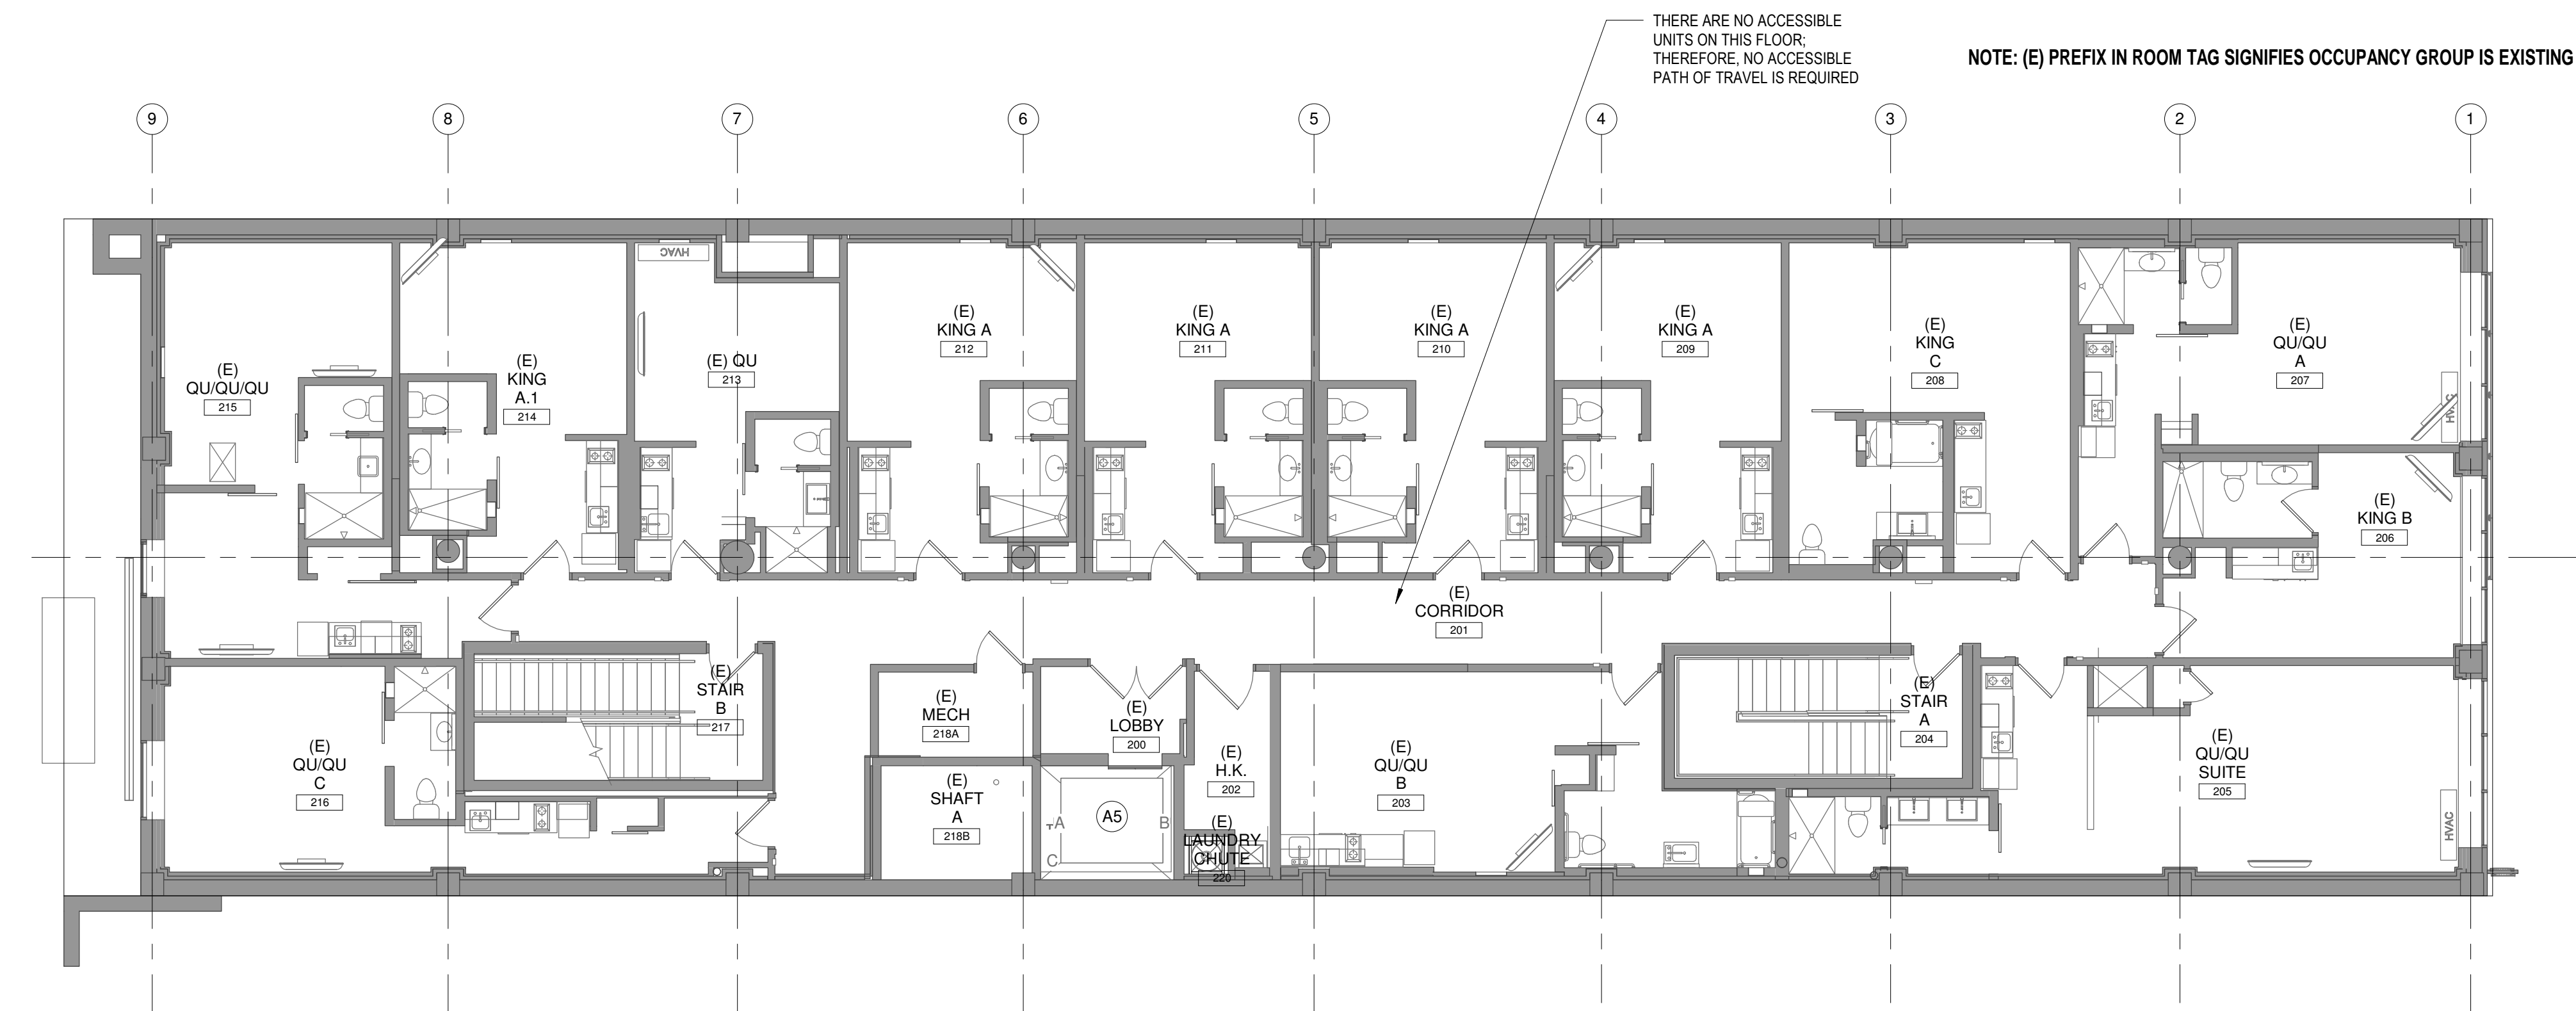 THERE ARE NO ACCESSIBLE
UNITS ON THIS FLOOR;
THEREFORE, NO ACCESSIBLE
PATH OF TRAVEL IS REQUIRED
NOTE: (E) PREFIX IN ROOM TAG SIGNIFIES OCCUPANCY GROUP IS EXISTING
9
8
7
6
5
4
3
2
1
HVAC
(E)
QU/QU/QU
215
(E)
KING
A.1
214
(E) QU
213
(E)
KING A
212
(E)
KING A
211
(E)
KING A
210
(E)
KING A
209
(E)
KING
C
208
(E)
QU/QU
A
207
HVAC
(E)
KING B
206
(E)
CORRIDOR
201
(E)
QU/QU
C
216
(E)
STAIR
B
217
(E)
MECH
218A
(E)
SHAFT
A
218B
(E)
LOBBY
200
A
B
C
A5
(E)
H.K.
202
(E)
LAUNDRY
CHUTE
220
(E)
QU/QU
B
203
(E)
STAIR
A
204
(E)
QU/QU
SUITE
205
HVAC